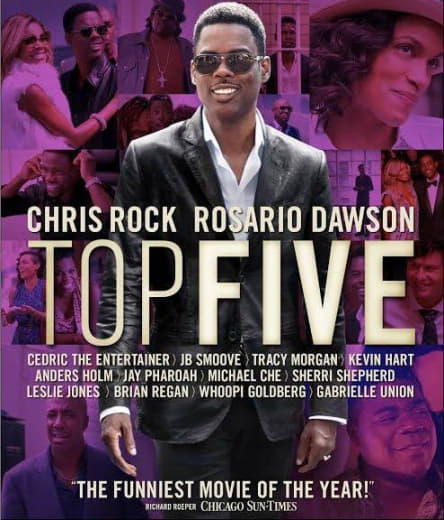 CHRIS ROCK ROSARIO DAWSON
TOP FIVE
CEDRIC THE ENTERTAINER › JB SMOOVE › TRACY MORGAN › KEVIN HART
ANDERS HOLM › JAY PHAROAH › MICHAEL CHE › SHERRI SHEPHERD
LESLIE JONES › BRIAN REGAN › WHOOPI GOLDBERG › GABRIELLE UNION
"THE FUNNIEST MOVIE OF THE YEAR!"
RICHARD ROEPER CHICAGO SUN-TIMES